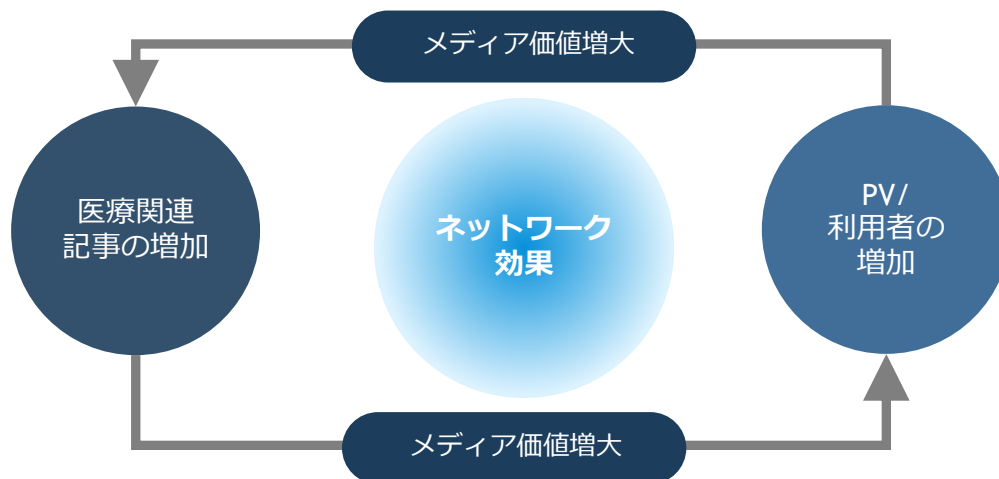 メディア価値増大
医療関連
記事の増加
ネットワーク
効果
PV/
利用者の
増加
メディア価値増大